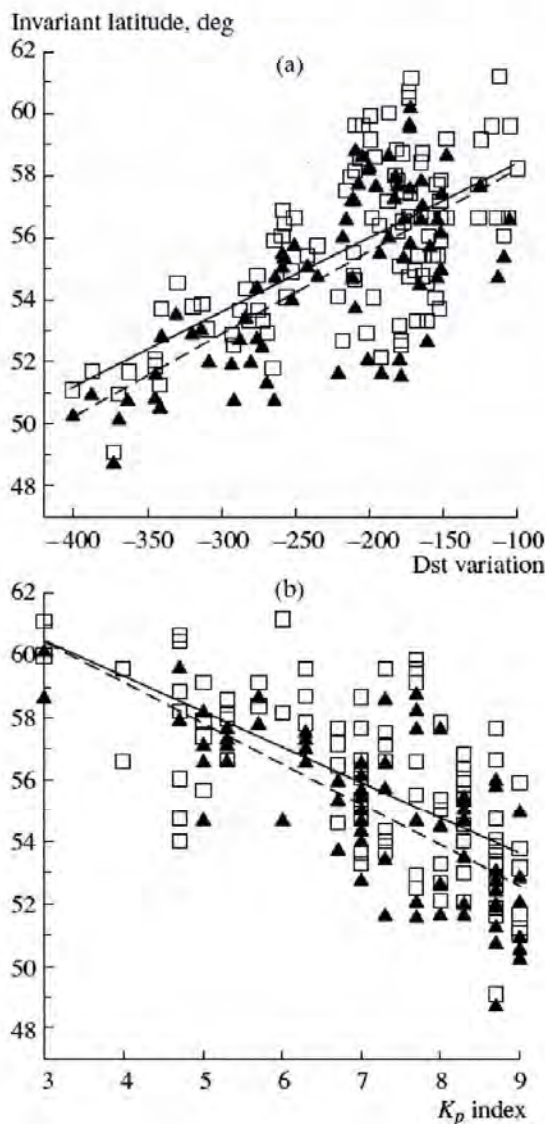 Invariant latitude, deg
62
(a)
60
58
56
54
52
50
48
−400 −350 −300 −250 −200 −150 −100
Dst variation
(b)
62
60
58
56
54
52
50
48
3 4 5 6 7 8 9
Kp index